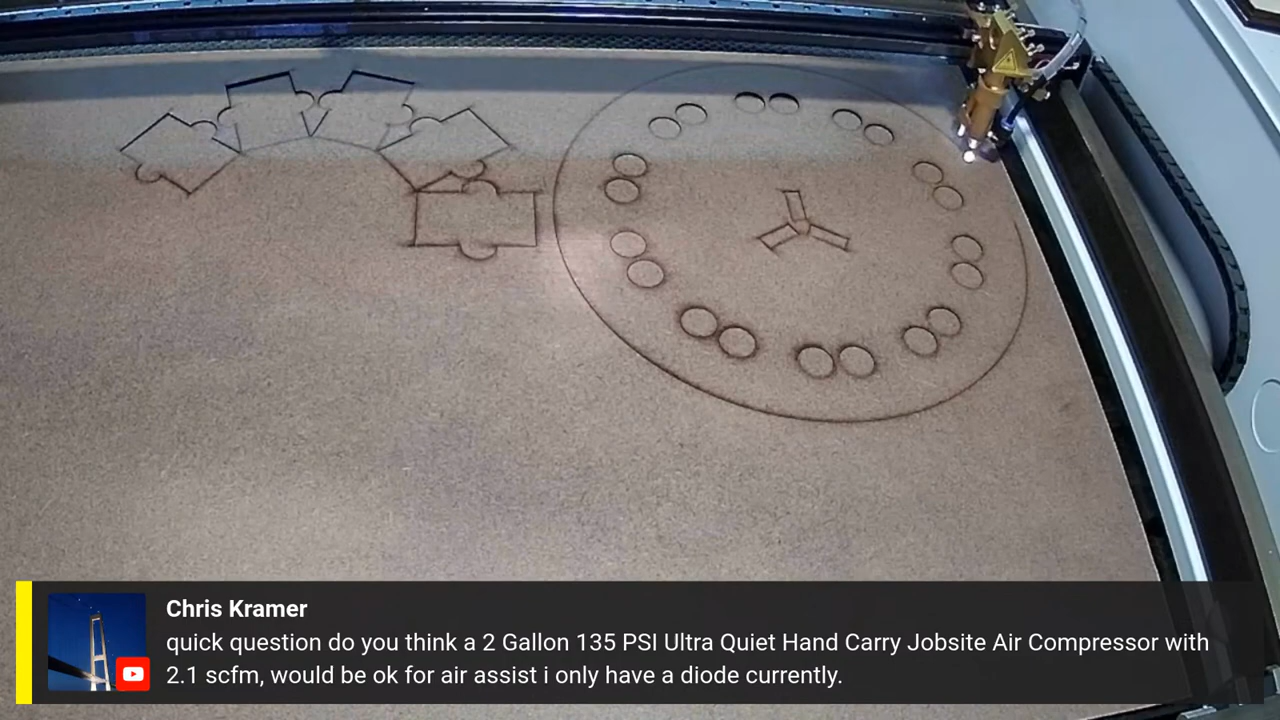 Chris Kramer
quick question do you think a 2 Gallon 135 PSI Ultra Quiet Hand Carry Jobsite Air Compressor with
2.1 scfm, would be ok for air assist i only have a diode currently.